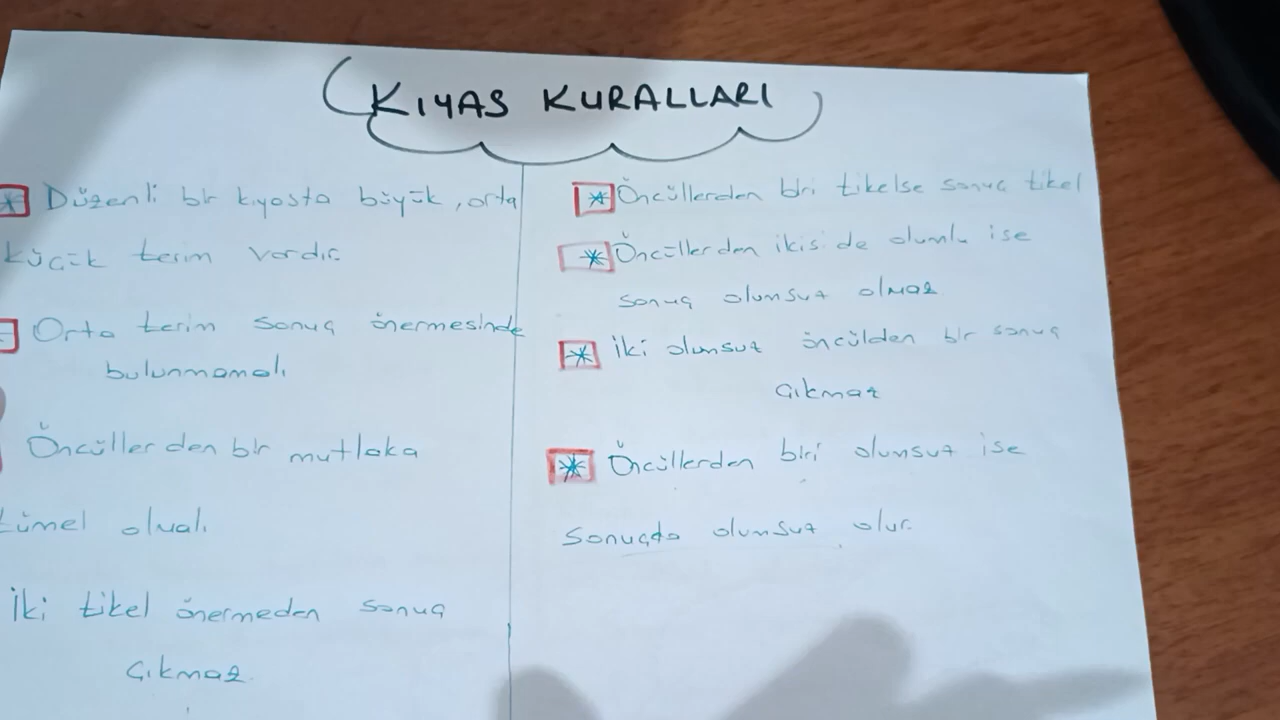 KIYAS KURALLARI
Düzenli bir kıyasta büyük, orta
küçük terim vardır.
Orta terim sonuç önermesinde
bulunmamalı
Öncüllerden bir mutlaka
tümel olmalı
İki tikel önermeden sonuç
çıkmaz
Öncüllerden biri tikelse sonuç tikel
Öncüllerden ikisi de olumlu ise
sonuç olumsuz olmaz
İki olumsuz öncülden bir sonuç
çıkmaz
Öncüllerden biri olumsuz ise
sonuçda olumsuz olur.